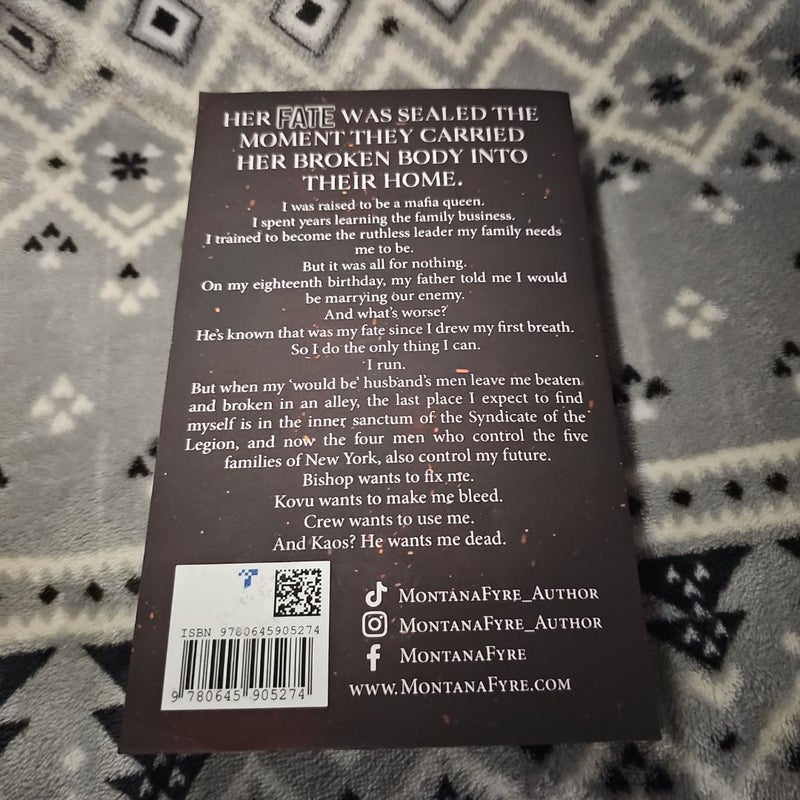 HER FATE WAS SEALED THE
MOMENT THEY CARRIED
HER BROKEN BODY INTO
THEIR HOME.
I was raised to be a mafia queen.
I spent years learning the family business.
I trained to become the ruthless leader my family needs
me to be.
But it was all for nothing.
On my eighteenth birthday, my father told me I would
be marrying our enemy.
And what's worse?
He's known that was my fate since I drew my first breath.
So I do the only thing I can.
I run.
But when my 'would be' husband's men leave me beaten
and broken in an alley, the last place I expect to find
myself is in the inner sanctum of the Syndicate of the
Legion, and now the four men who control the five
families of New York, also control my future.
Bishop wants to fix me.
Kovu wants to make me bleed.
Crew wants to use me.
And Kaos? He wants me dead.
ISBN 9780645905274
9 780645 905274
MONTANAFYRE_AUTHOR
MONTANAFYRE_AUTHOR
MONTANAFYRE
WWW.MONTANAFYRE.COM